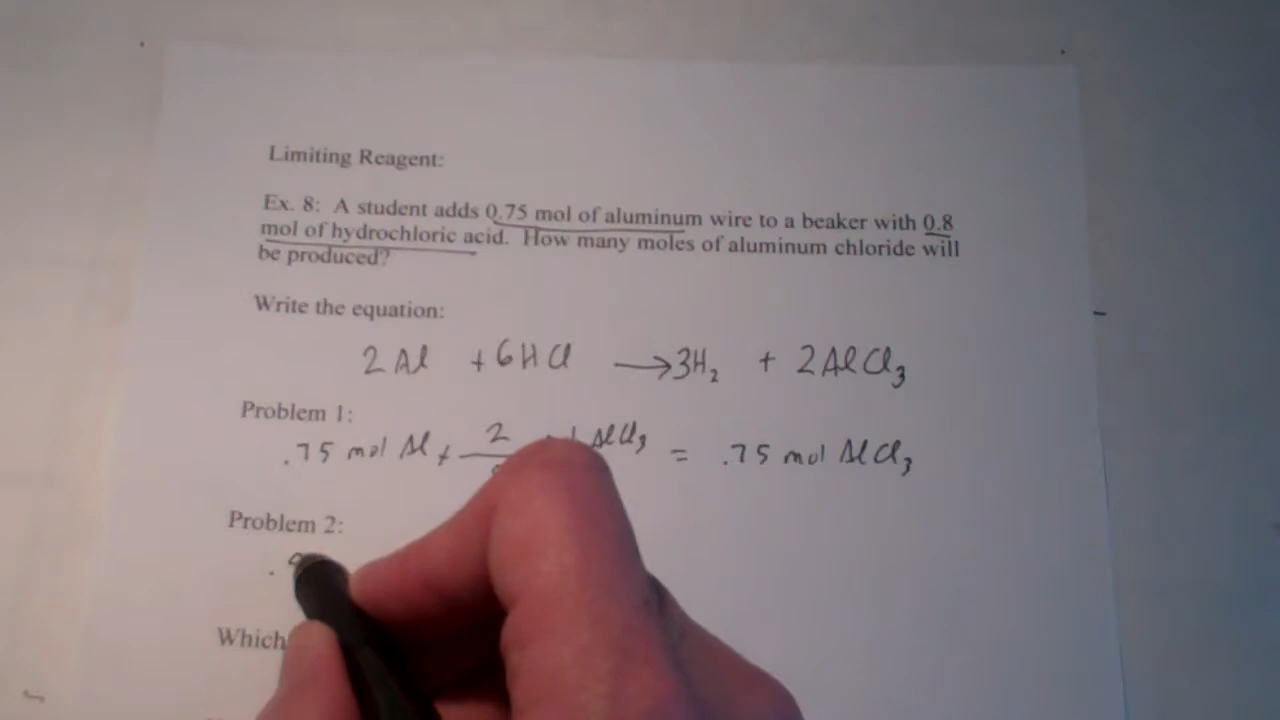 Limiting Reagent:
Ex. 8: A student adds 0.75 mol of aluminum wire to a beaker with 0.8
mol of hydrochloric acid. How many moles of aluminum chloride will
be produced?
Write the equation:
2Al + 6HCl → 3H₂ + 2AlCl₃
Problem 1:
.75 mol Al × 2 AlCl₃ = .75 mol AlCl₃
Problem 2:
.
Which